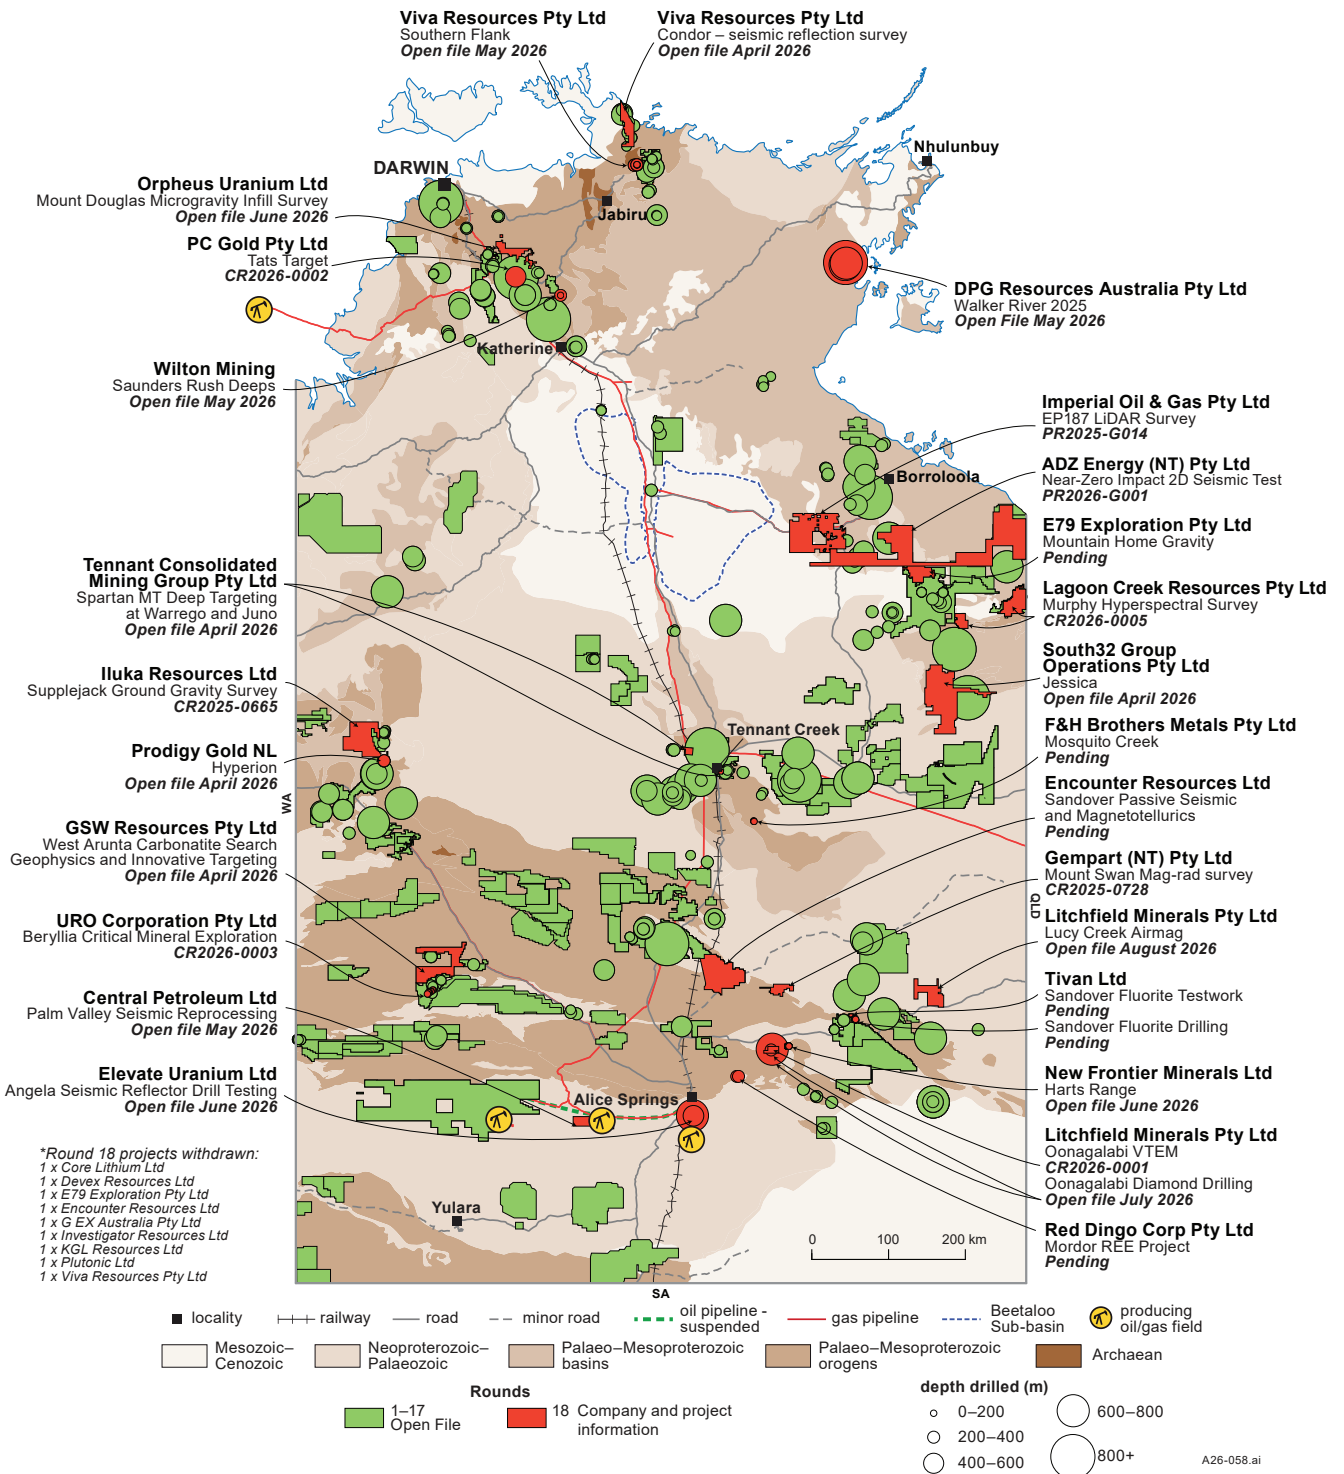 Viva Resources Pty Ltd
Southern Flank
Open file May 2026
Viva Resources Pty Ltd
Condor – seismic reflection survey
Open file April 2026
Nhulunbuy
DARWIN
Jabiru
Orpheus Uranium Ltd
Mount Douglas Microgravity Infill Survey
Open file June 2026
PC Gold Pty Ltd
Tats Target
CR2026-0002
DPG Resources Australia Pty Ltd
Walker River 2025
Open File May 2026
Katherine
Wilton Mining
Saunders Rush Deeps
Open file May 2026
Imperial Oil & Gas Pty Ltd
EP187 LiDAR Survey
PR2025-G014
ADZ Energy (NT) Pty Ltd
Near-Zero Impact 2D Seismic Test
PR2026-G001
Borroloola
E79 Exploration Pty Ltd
Mountain Home Gravity
Pending
Tennant Consolidated
Mining Group Pty Ltd
Spartan MT Deep Targeting
at Warrego and Juno
Open file April 2026
Lagoon Creek Resources Pty Ltd
Murphy Hyperspectral Survey
CR2026-0005
South32 Group
Operations Pty Ltd
Jessica
Open file April 2026
Iluka Resources Ltd
Supplejack Ground Gravity Survey
CR2025-0665
F&H Brothers Metals Pty Ltd
Mosquito Creek
Pending
Tennant Creek
Prodigy Gold NL
Hyperion
Open file April 2026
Encounter Resources Ltd
Sandover Passive Seismic
and Magnetotellurics
Pending
WA
GSW Resources Pty Ltd
West Arunta Carbonatite Search
Geophysics and Innovative Targeting
Open file April 2026
Gempart (NT) Pty Ltd
Mount Swan Mag-rad survey
CR2025-0728
QLD
URO Corporation Pty Ltd
Beryllia Critical Mineral Exploration
CR2026-0003
Litchfield Minerals Pty Ltd
Lucy Creek Airmag
Open file August 2026
Tivan Ltd
Sandover Fluorite Testwork
Pending
Sandover Fluorite Drilling
Pending
Central Petroleum Ltd
Palm Valley Seismic Reprocessing
Open file May 2026
New Frontier Minerals Ltd
Harts Range
Open file June 2026
Elevate Uranium Ltd
Angela Seismic Reflector Drill Testing
Open file June 2026
Alice Springs
Litchfield Minerals Pty Ltd
Oonagalabi VTEM
CR2026-0001
Oonagalabi Diamond Drilling
Open file July 2026
Red Dingo Corp Pty Ltd
Mordor REE Project
Pending
*Round 18 projects withdrawn:
1 x Core Lithium Ltd
1 x Devex Resources Ltd
1 x E79 Exploration Pty Ltd
1 x Encounter Resources Ltd
1 x G EX Australia Pty Ltd
1 x Investigator Resources Ltd
1 x KGL Resources Ltd
1 x Plutonic Ltd
1 x Viva Resources Pty Ltd
Yulara
0 100 200 km
SA
locality
railway
road
minor road
oil pipeline -
suspended
gas pipeline
Beetaloo
Sub-basin
producing
oil/gas field
Mesozoic–
Cenozoic
Neoproterozoic–
Palaeozoic
Palaeo–Mesoproterozoic
basins
Palaeo–Mesoproterozoic
orogens
Archaean
Rounds
1–17
Open File
18 Company and project
information
depth drilled (m)
0–200
200–400
400–600
600–800
800+
A26-058.ai